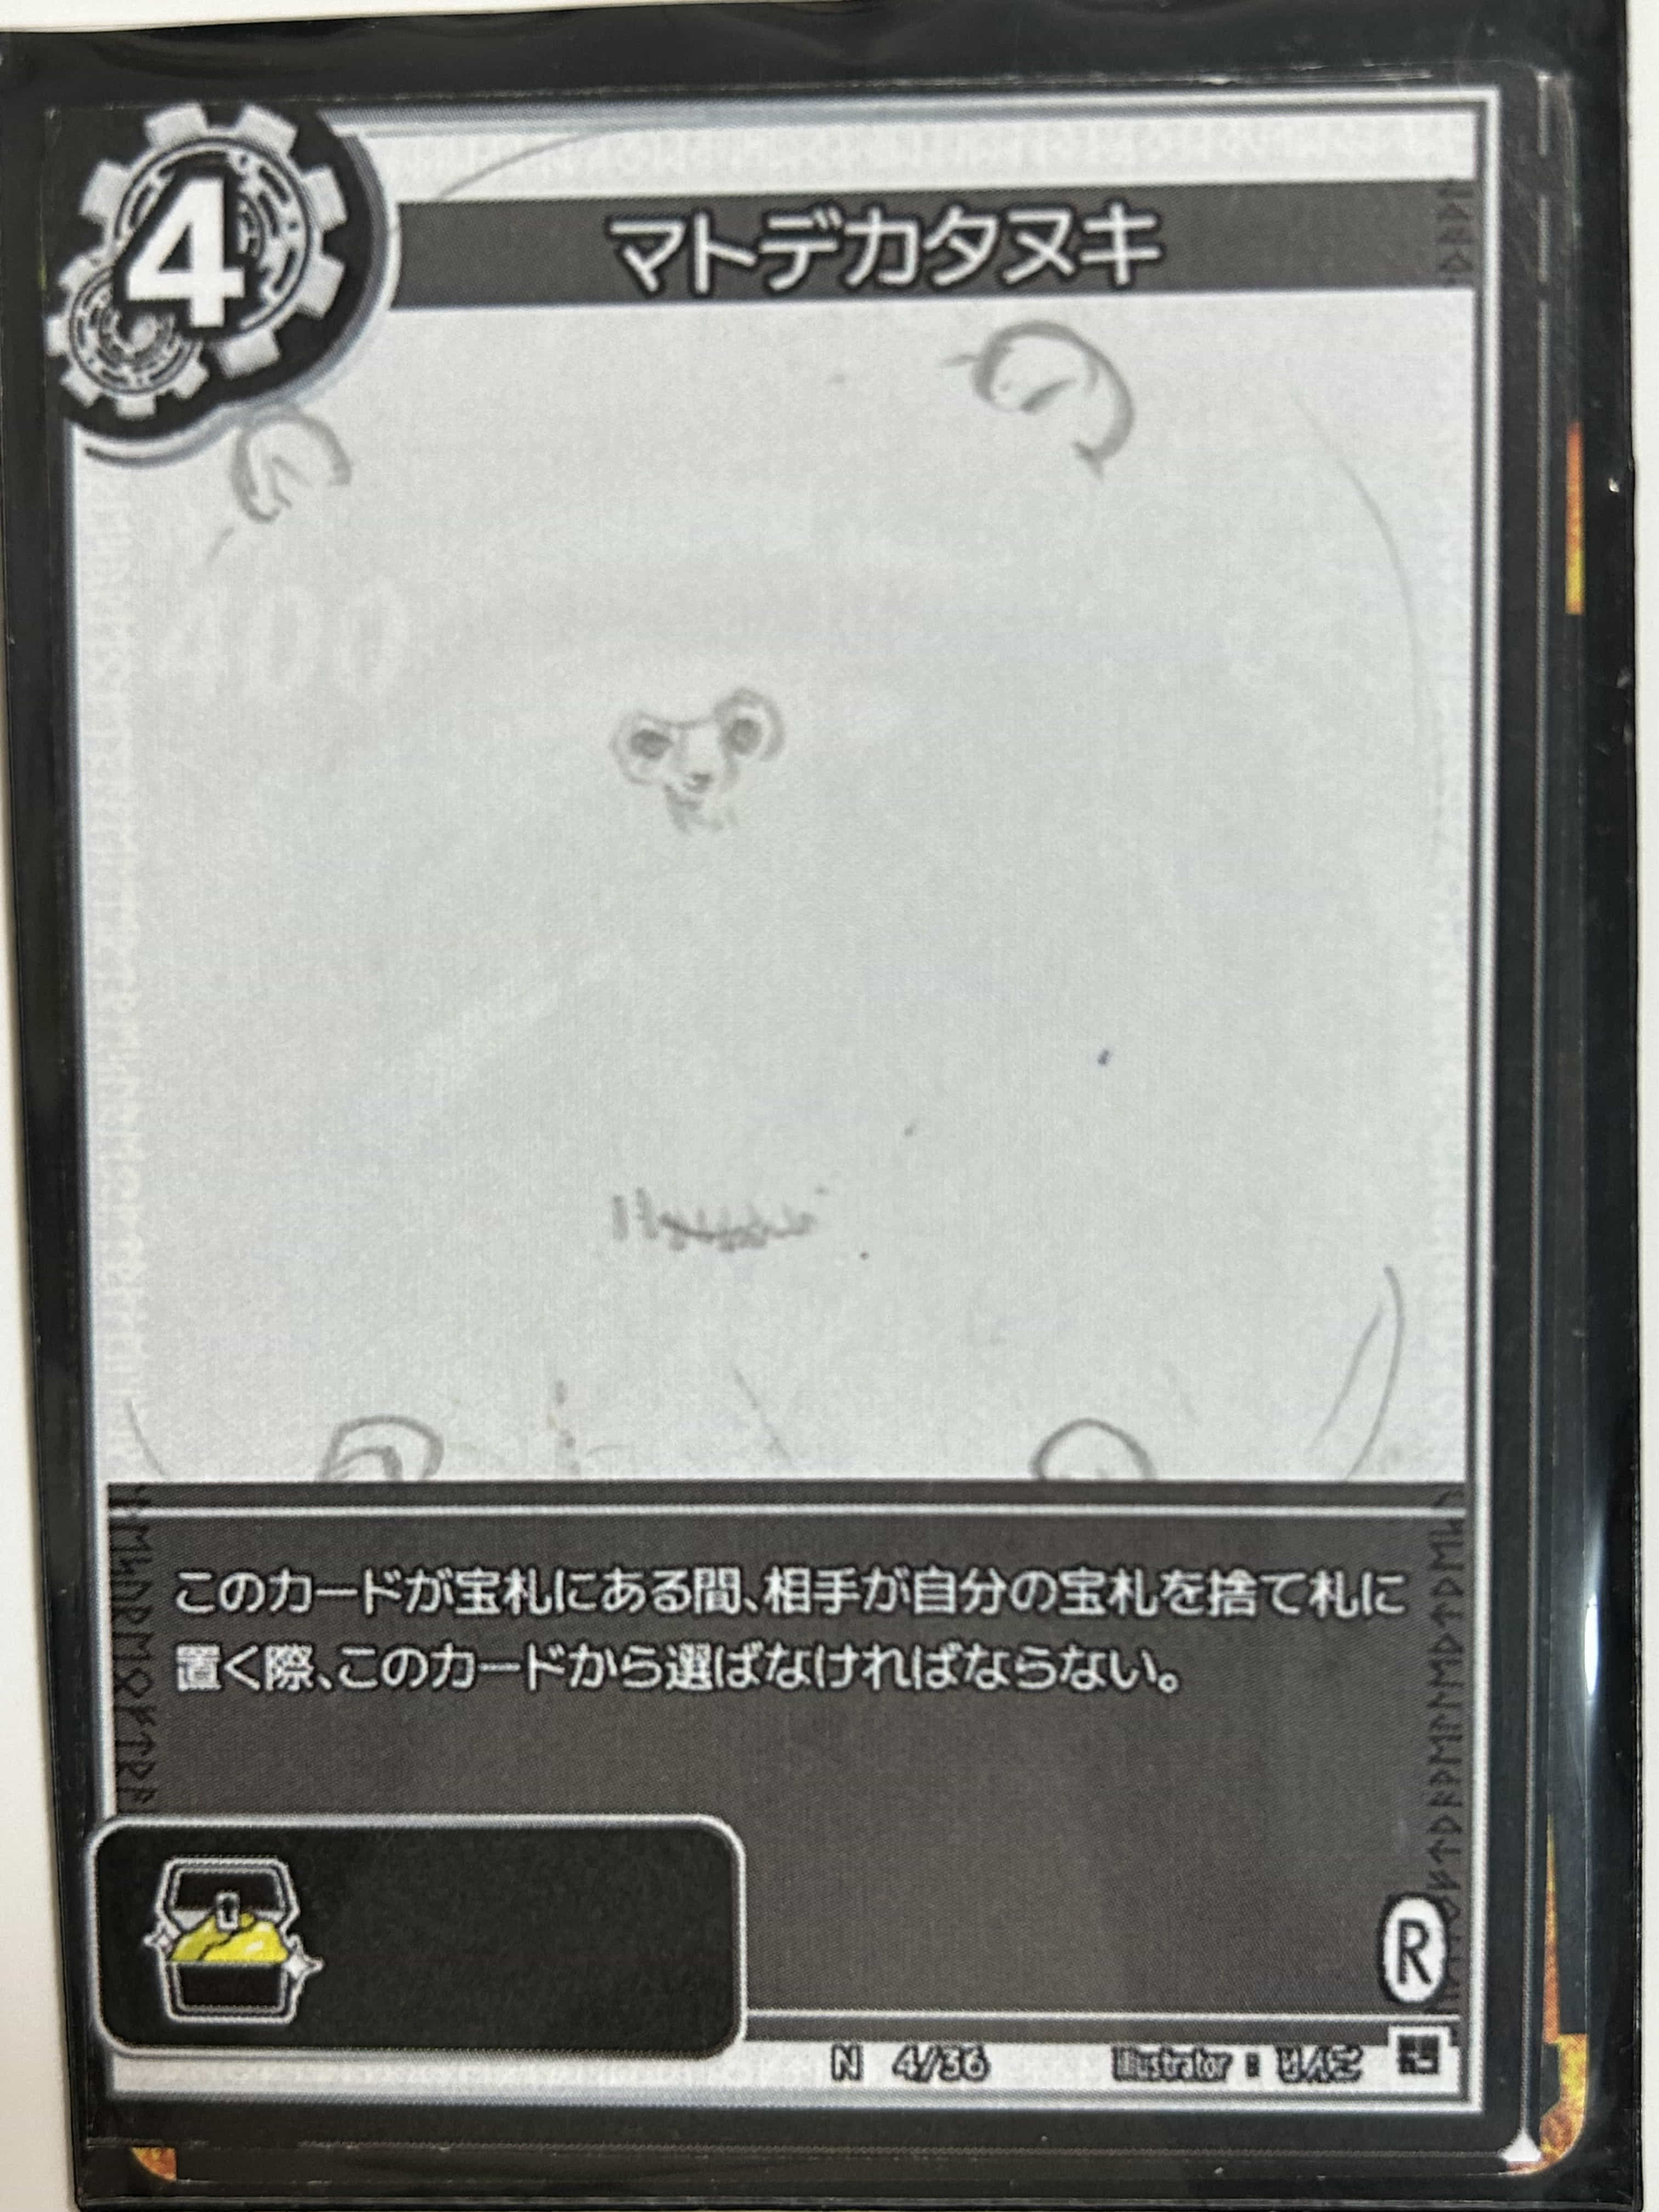 4
マトデカタヌキ
400
このカードが宝札にある間、相手が自分の宝札を捨て札に
置く際、このカードから選ばなければならない。
R
N 4/36 Illustrator :